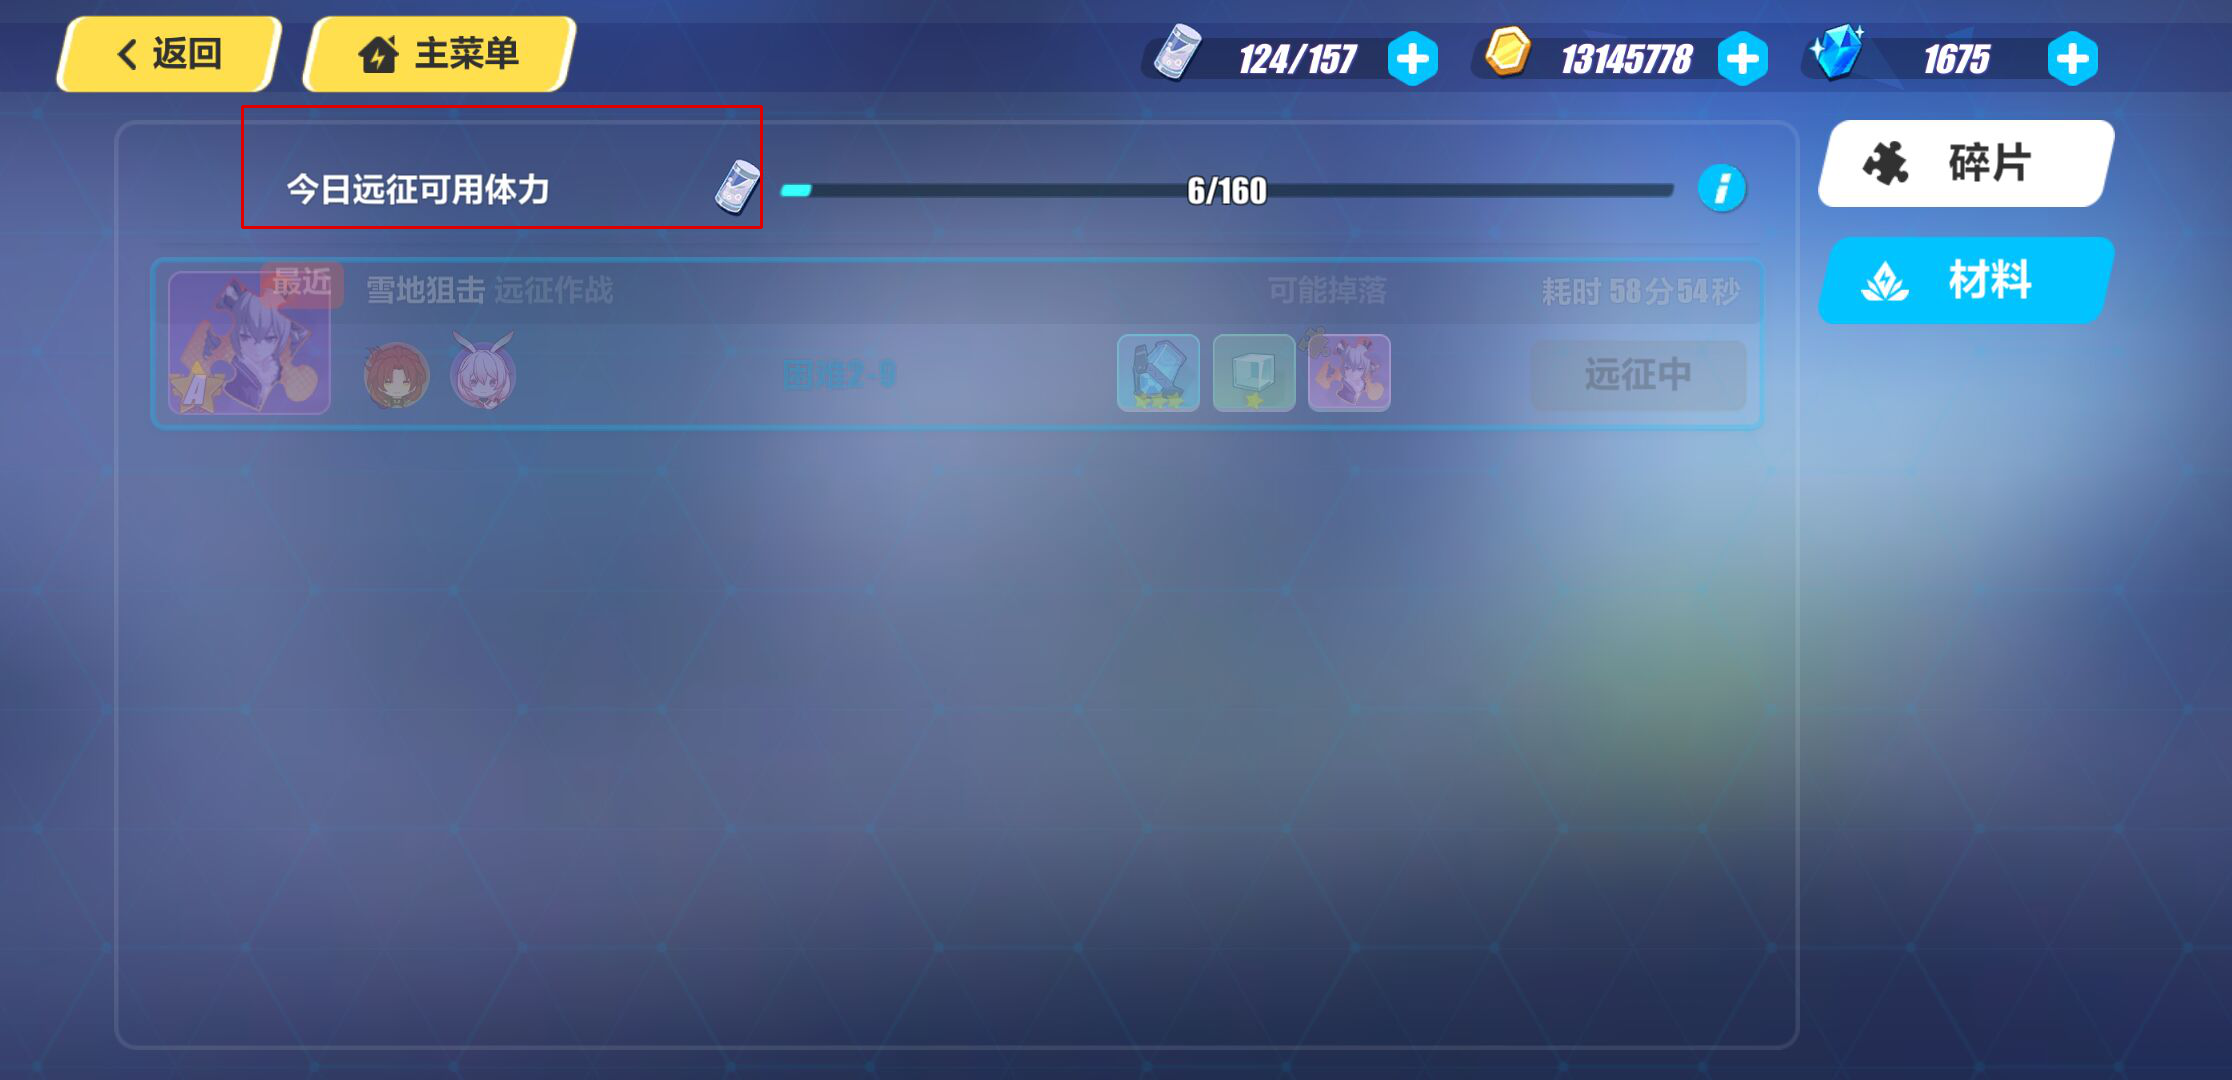 返回
主菜单
124/157
13145778
1675
今日远征可用体力
6/160
碎片
材料
最近
雪地狙击 远征作战
可能掉落
耗时 58分54秒
A
困难2-9
远征中